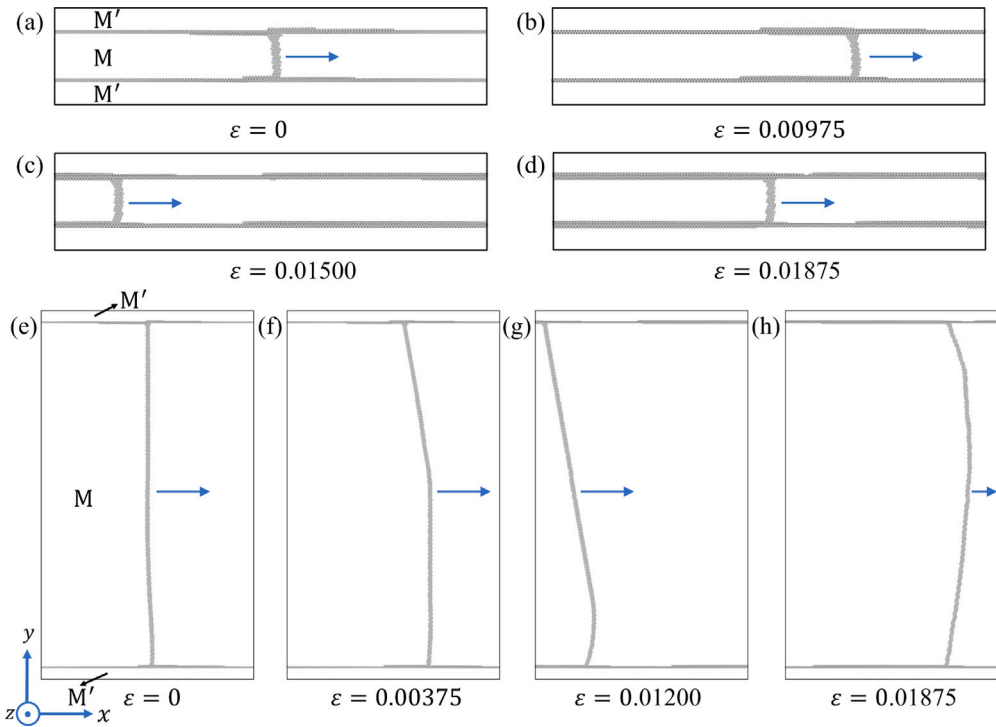 (a) M′ (b)
M
M′
ε = 0 ε = 0.00975
(c) (d)
ε = 0.01500 ε = 0.01875
(e) M′ (f) (g) (h)
M
y
M′ ε = 0 ε = 0.00375 ε = 0.01200 ε = 0.01875
z x